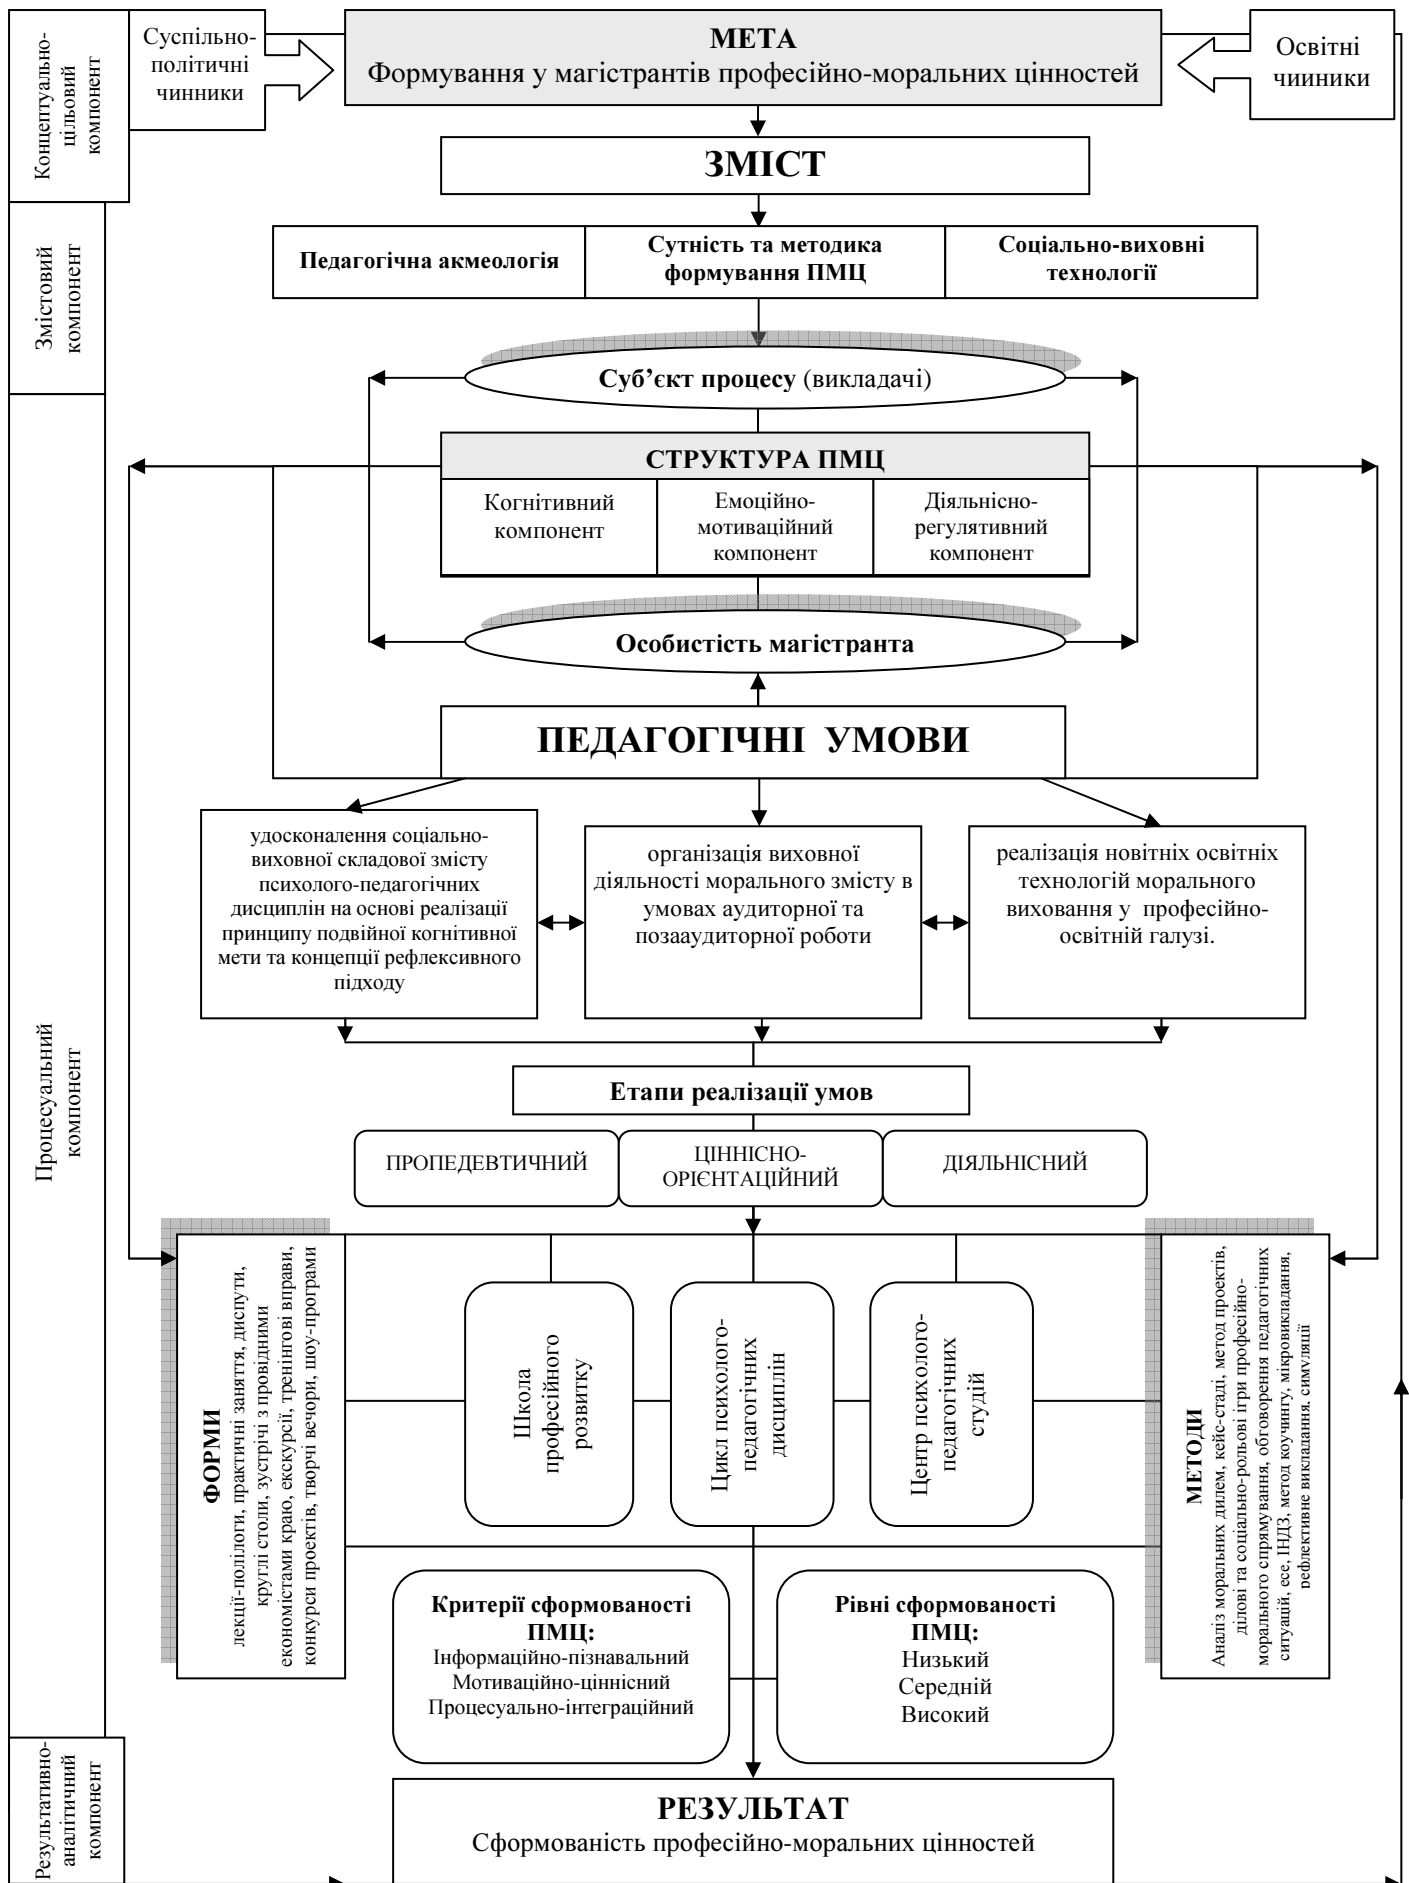 Концептуально-
цільовий
компонент
Суспільно-
політичні
чинники
МЕТА
Формування у магістрантів професійно-моральних цінностей
Освітні
чиинники
ЗМІСТ
Змістовий
компонент
Педагогічна акмеологія
Сутність та методика
формування ПМЦ
Соціально-виховні
технології
Суб’єкт процесу (викладачі)
СТРУКТУРА ПМЦ
Когнітивний
компонент
Емоційно-
мотиваційний
компонент
Діяльнісно-
регулятивний
компонент
Особистість магістранта
ПЕДАГОГІЧНІ УМОВИ
Процесуальний
компонент
удосконалення соціально-
виховної складової змісту
психолого-педагогічних
дисциплін на основі реалізації
принципу подвійної когнітивної
мети та концепції рефлексивного
підходу
організація виховної
діяльності морального змісту в
умовах аудиторної та
позааудиторної роботи
реалізація новітніх освітніх
технологій морального
виховання у професійно-
освітній галузі.
Етапи реалізації умов
ПРОПЕДЕВТИЧНИЙ
ЦІННІСНО-
ОРІЄНТАЦІЙНИЙ
ДІЯЛЬНІСНИЙ
ФОРМИ
лекції-полілоги, практичні заняття, диспути,
круглі столи, зустрічі з провідними
економістами краю, екскурсії, тренінгові вправи,
конкурси проектів, творчі вечори, шоу-програми
Школа
професійного
розвитку
Цикл психолого-
педагогічних
дисциплін
Центр психолого-
педагогічних
студій
МЕТОДИ
Аналіз моральних дилем, кейс-стаді, метод проектів,
ділові та соціально-рольові ігри професійно-
морального спрямування, обговорення педагогічних
ситуацій, есе, ІНДЗ, метод коучингу, мікровикладання,
рефлективне викладання, симуляції
Критерії сформованості
ПМЦ:
Інформаційно-пізнавальний
Мотиваційно-ціннісний
Процесуально-інтеграційний
Рівні сформованості
ПМЦ:
Низький
Середній
Високий
Результативно-
аналітичний
компонент
РЕЗУЛЬТАТ
Сформованість професійно-моральних цінностей